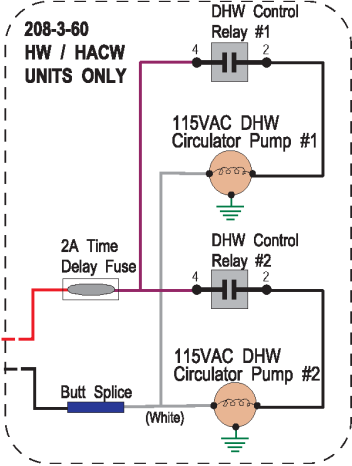 208-3-60
HW / HACW
UNITS ONLY
DHW Control
Relay #1
4
2
115VAC DHW
Circulator Pump #1
2A Time
Delay Fuse
DHW Control
Relay #2
4
2
115VAC DHW
Circulator Pump #2
Butt Splice
(White)